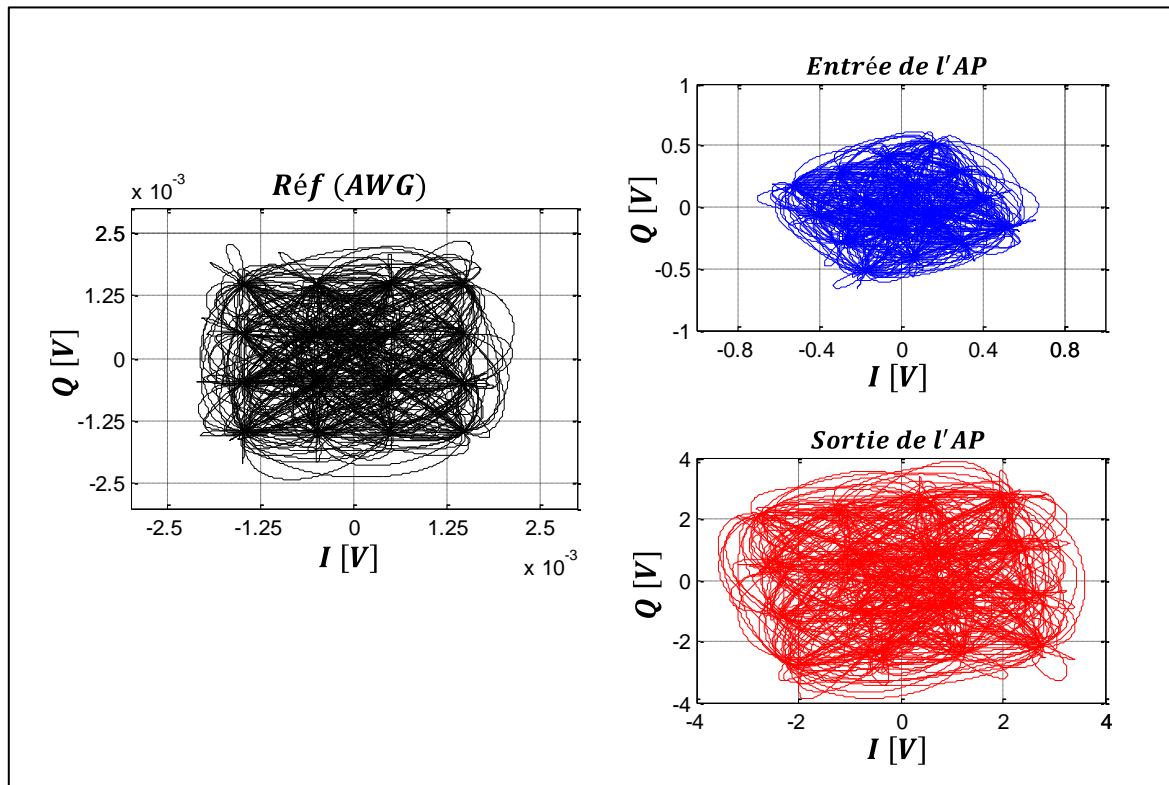 Réf (AWG)
x 10⁻³
Q [V]
2.5
1.25
0
-1.25
-2.5
-2.5 -1.25 0 1.25 2.5
I [V]
x 10⁻³
Entrée de l'AP
Q [V]
1
0.5
0
-0.5
-1
-0.8 -0.4 0 0.4 0.8
I [V]
Sortie de l'AP
Q [V]
4
2
0
-2
-4
-4 -2 0 2 4
I [V]